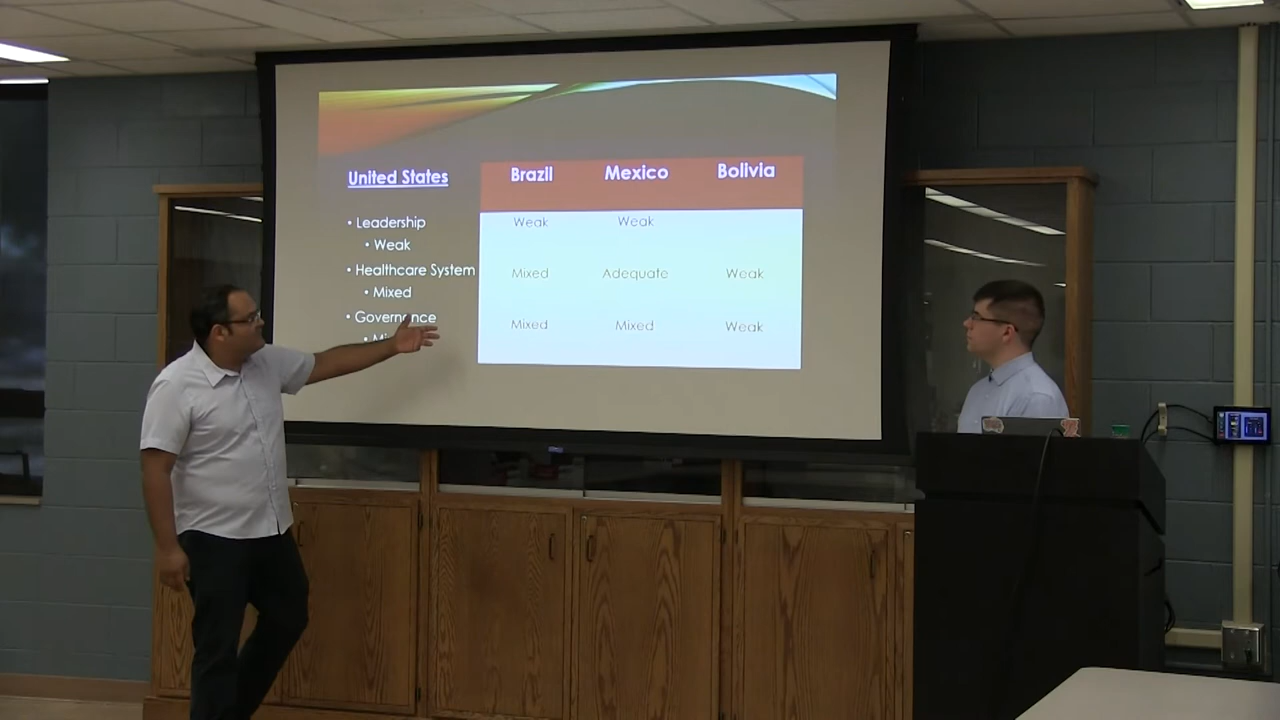 United States
• Leadership
• Weak
• Healthcare System
• Mixed
• Governance
Brazil Mexico Bolivia
Weak Weak
Mixed Adequate Weak
Mixed Mixed Weak